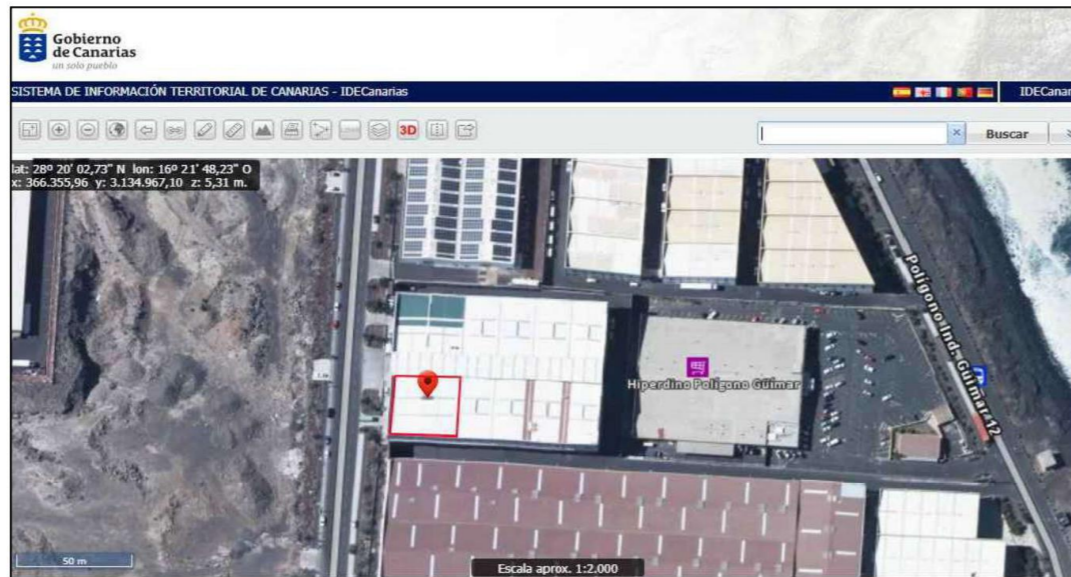 Gobierno
de Canarias
un solo pueblo
SISTEMA DE INFORMACIÓN TERRITORIAL DE CANARIAS - IDECanarias
IDECanar
3D
Buscar
lat: 28º 20' 02,73" N lon: 16º 21' 48,23" O
x: 366.355,96 y: 3.134.967,10 z: 5,31 m.
Polígono Ind. Güimar 12
Hiperdino Polígono Güimar
50 m
Escala aprox. 1:2.000